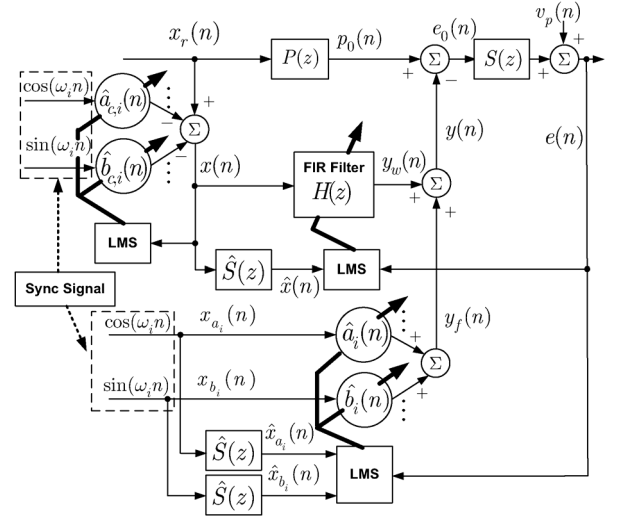 x_r(n)
p_0(n)
e_0(n)
v_p(n)
P(z)
S(z)
+
−
+
+
+
Σ
Σ
cos(ω_i n)
â_{c,i}(n)
⋮
+
−
Σ
−
sin(ω_i n)
b̂_{c,i}(n)
⋮
y(n)
e(n)
x(n)
FIR Filter
H(z)
y_w(n)
+
Σ
+
LMS
Ŝ(z)
x̂(n)
LMS
Sync Signal
cos(ω_i n)
x_{a_i}(n)
â_i(n)
⋮
y_f(n)
+
Σ
+
sin(ω_i n)
x_{b_i}(n)
b̂_i(n)
⋮
Ŝ(z)
x̂_{a_i}(n)
LMS
Ŝ(z)
x̂_{b_i}(n)